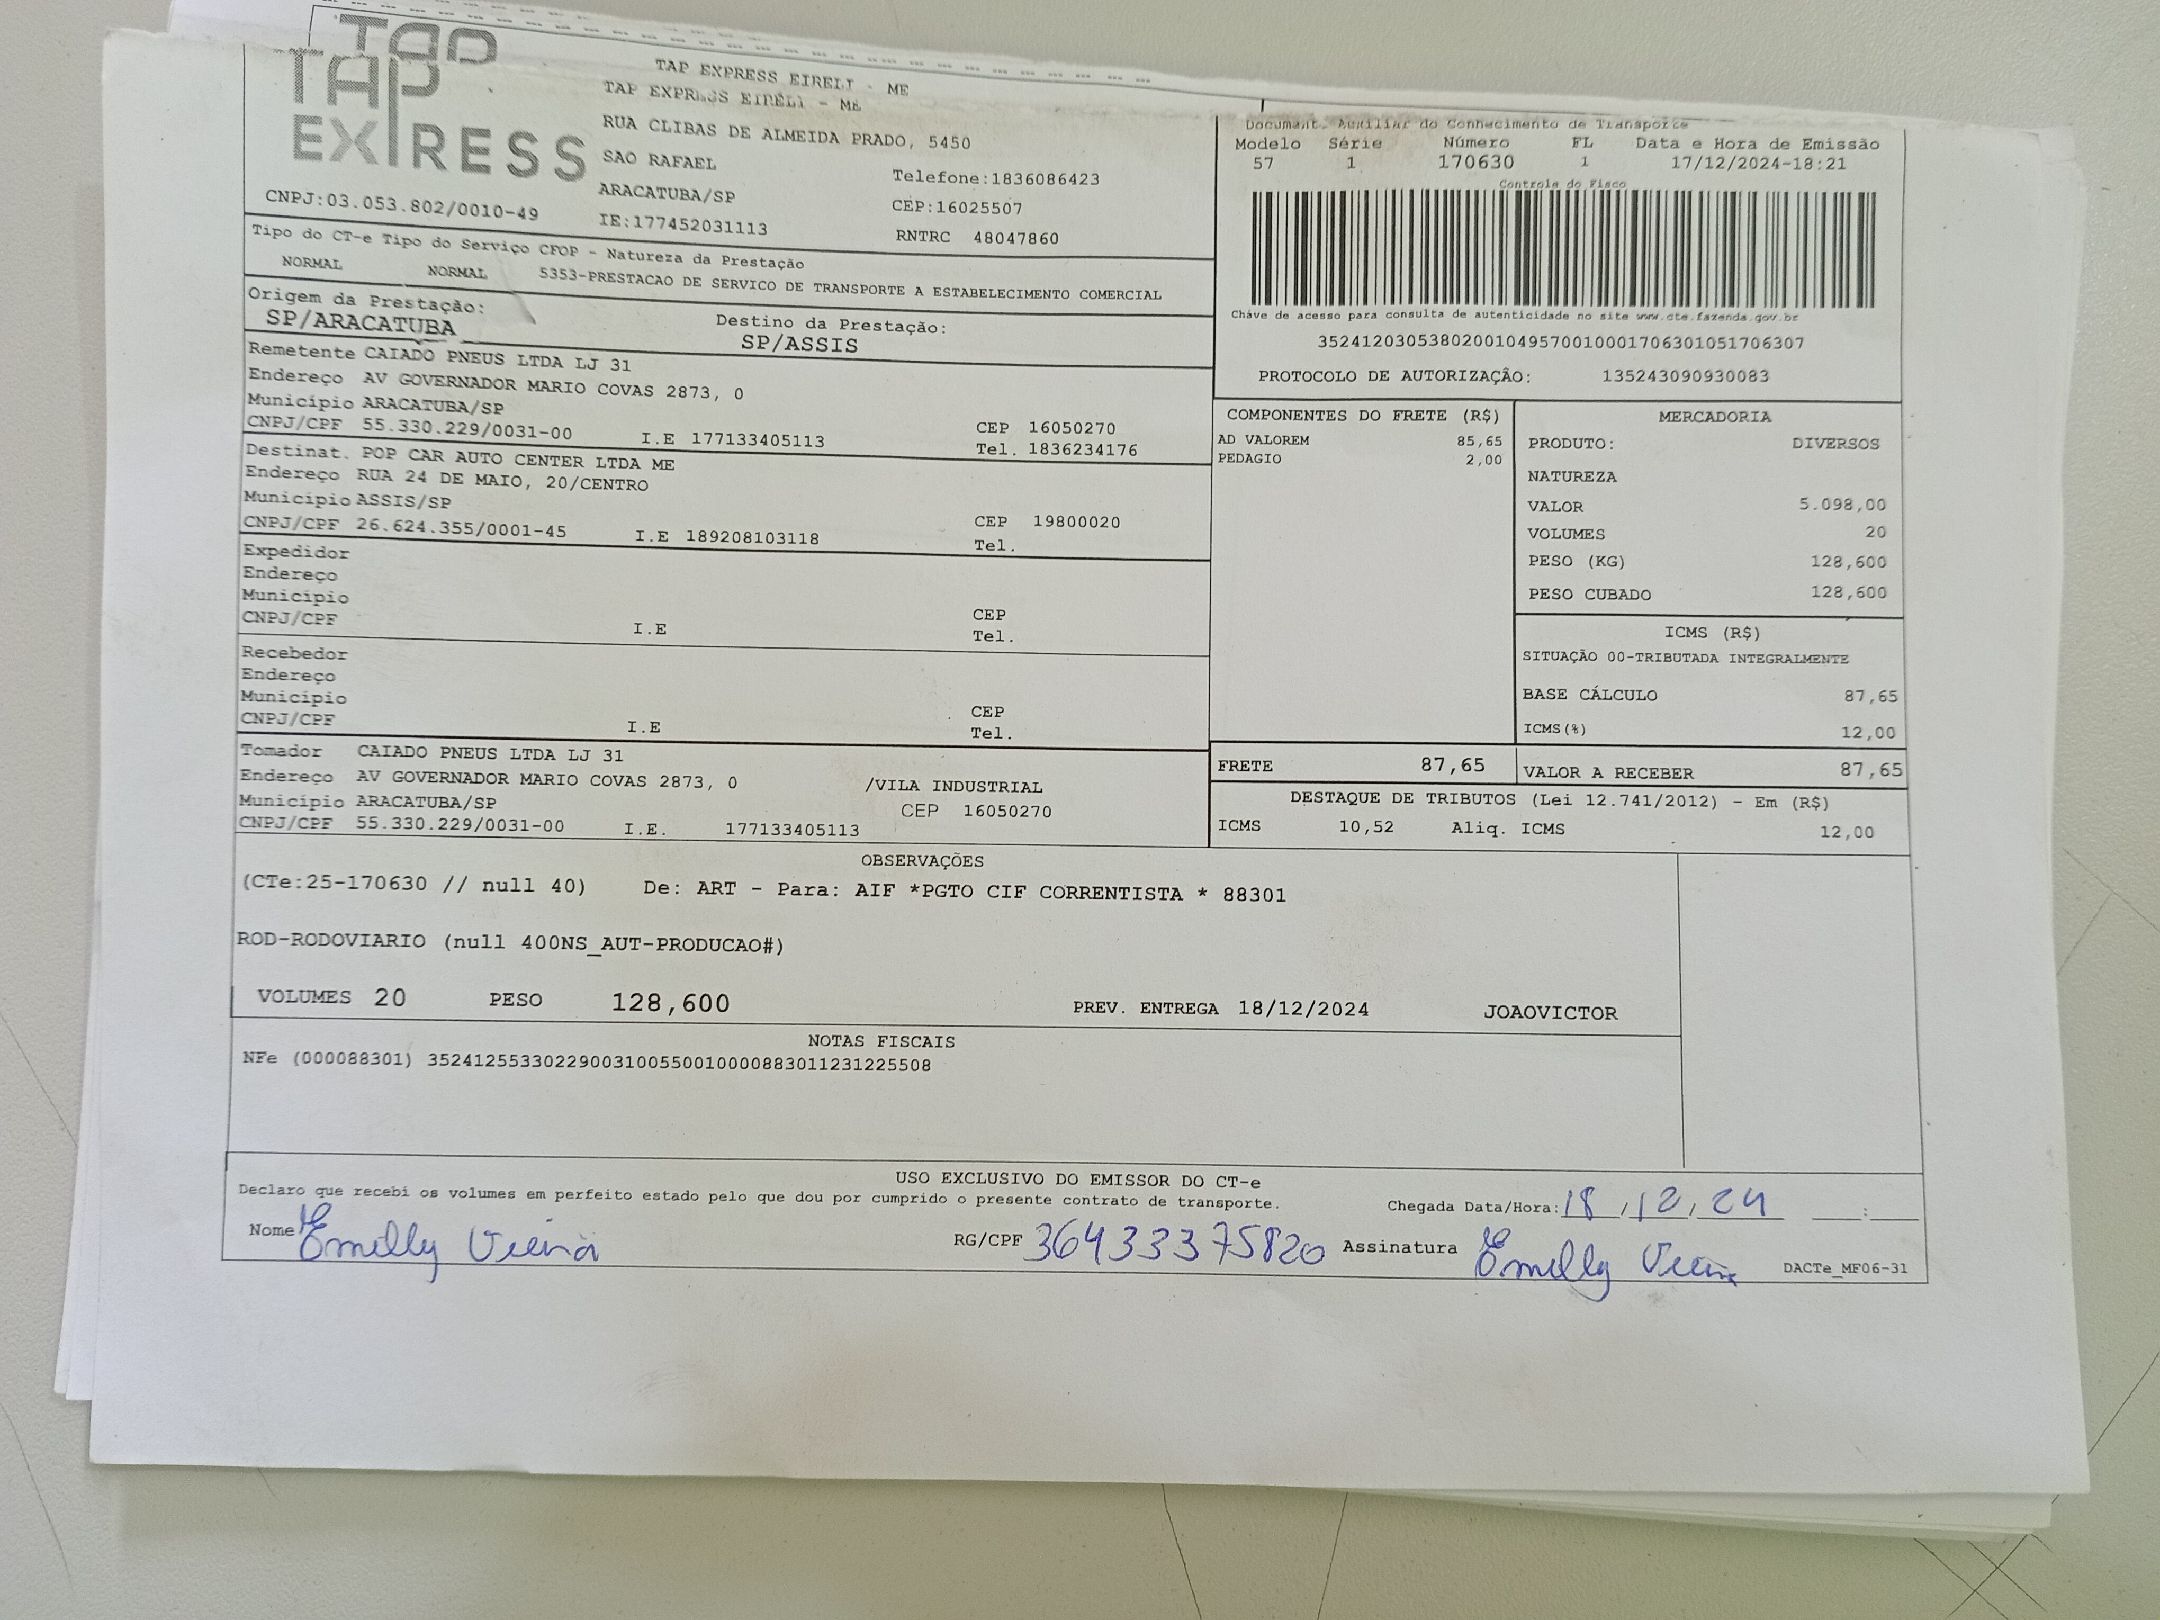 TAP
TAP EXPRESS
TAP EXPRESS EIRELI - ME
TAP EXPRESS EIRELI - ME
RUA CLIBAS DE ALMEIDA PRADO, 5450
SAO RAFAEL
Telefone:1836086423
ARACATUBA/SP
CEP:16025507
CNPJ:03.053.802/0010-49
IE:177452031113
RNTRC 48047860
Document. Auxiliar do Conhecimento de Transporte
Modelo Série Número FL Data e Hora de Emissão
57 1 170630 1 17/12/2024-18:21
Controle do Fisco
Chave de acesso para consulta de autenticidade no site www.cte.fazenda.gov.br
35241203053802001049570010001706301051706307
PROTOCOLO DE AUTORIZAÇÃO: 135243090930083
Tipo do CT-e Tipo do Serviço CFOP - Natureza da Prestação
NORMAL NORMAL 5353-PRESTACAO DE SERVICO DE TRANSPORTE A ESTABELECIMENTO COMERCIAL
Origem da Prestação: Destino da Prestação:
SP/ARACATUBA SP/ASSIS
Remetente CAIADO PNEUS LTDA LJ 31
Endereço AV GOVERNADOR MARIO COVAS 2873, 0
Município ARACATUBA/SP CEP 16050270
CNPJ/CPF 55.330.229/0031-00 I.E 177133405113 Tel. 1836234176
Destinat. POP CAR AUTO CENTER LTDA ME
Endereço RUA 24 DE MAIO, 20/CENTRO
Município ASSIS/SP CEP 19800020
CNPJ/CPF 26.624.355/0001-45 I.E 189208103118 Tel.
Expedidor
Endereço
Município CEP
CNPJ/CPF I.E Tel.
Recebedor
Endereço
Município CEP
CNPJ/CPF I.E Tel.
Tomador CAIADO PNEUS LTDA LJ 31
Endereço AV GOVERNADOR MARIO COVAS 2873, 0 /VILA INDUSTRIAL
Município ARACATUBA/SP CEP 16050270
CNPJ/CPF 55.330.229/0031-00 I.E. 177133405113
COMPONENTES DO FRETE (R$)
AD VALOREM 85,65
PEDAGIO 2,00
MERCADORIA
PRODUTO: DIVERSOS
NATUREZA
VALOR 5.098,00
VOLUMES 20
PESO (KG) 128,600
PESO CUBADO 128,600
ICMS (R$)
SITUAÇÃO 00-TRIBUTADA INTEGRALMENTE
BASE CÁLCULO 87,65
ICMS(%) 12,00
FRETE 87,65 VALOR A RECEBER 87,65
DESTAQUE DE TRIBUTOS (Lei 12.741/2012) - Em (R$)
ICMS 10,52 Aliq. ICMS 12,00
OBSERVAÇÕES
(CTe:25-170630 // null 40) De: ART - Para: AIF *PGTO CIF CORRENTISTA * 88301
ROD-RODOVIARIO (null 400NS_AUT-PRODUCAO#)
VOLUMES 20 PESO 128,600 PREV. ENTREGA 18/12/2024 JOAOVICTOR
NOTAS FISCAIS
NFe (000088301) 35241255330229003100550010000883011231225508
USO EXCLUSIVO DO EMISSOR DO CT-e
Declaro que recebi os volumes em perfeito estado pelo que dou por cumprido o presente contrato de transporte. Chegada Data/Hora: 18,12,24 __:__
Nome Emilly Vieira RG/CPF 36433375820 Assinatura Emilly Vieira DACTe_MF06-31